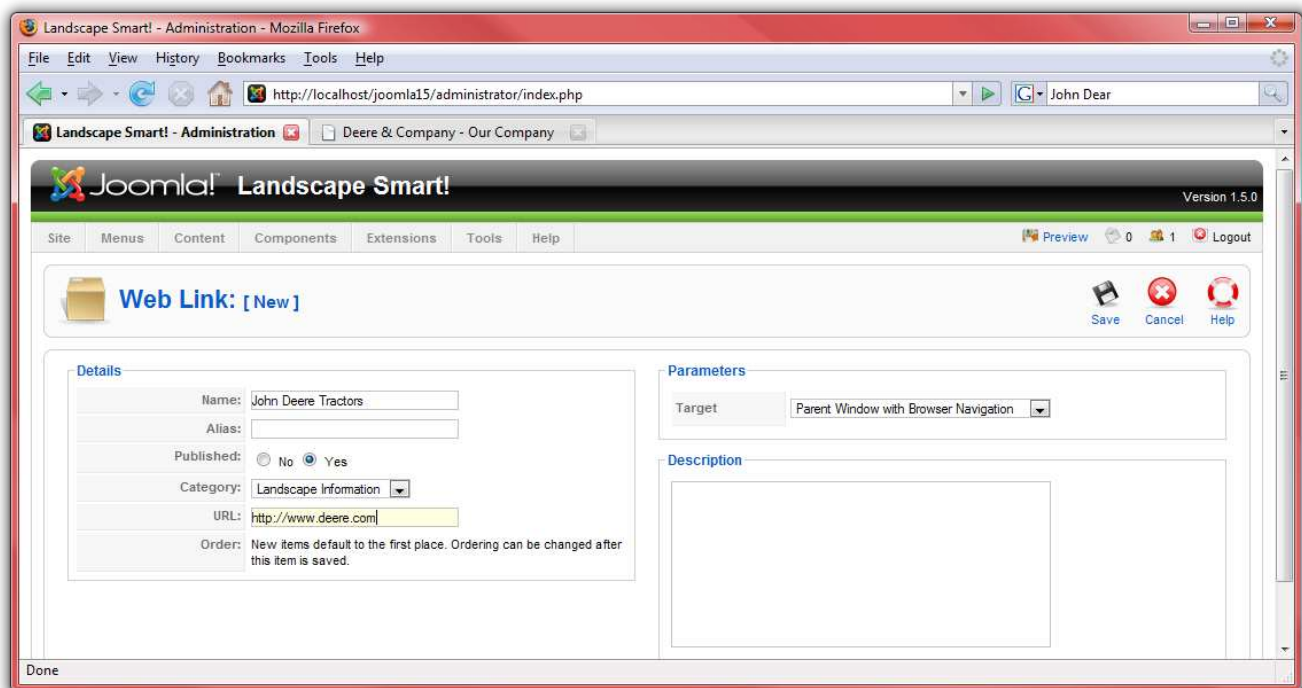 Landscape Smart! - Administration - Mozilla Firefox
File Edit View History Bookmarks Tools Help
http://localhost/joomla15/administrator/index.php G John Dear
Landscape Smart! - Administration Deere & Company - Our Company
Joomla! Landscape Smart!
Version 1.5.0
Site Menus Content Components Extensions Tools Help Preview 0 1 Logout
Web Link: [ New ]
Save Cancel Help
Details
Name: John Deere Tractors
Alias:
Published: No Yes
Category: Landscape Information
URL: http://www.deere.com
Order: New items default to the first place. Ordering can be changed after
this item is saved.
Parameters
Target Parent Window with Browser Navigation
Description
Done